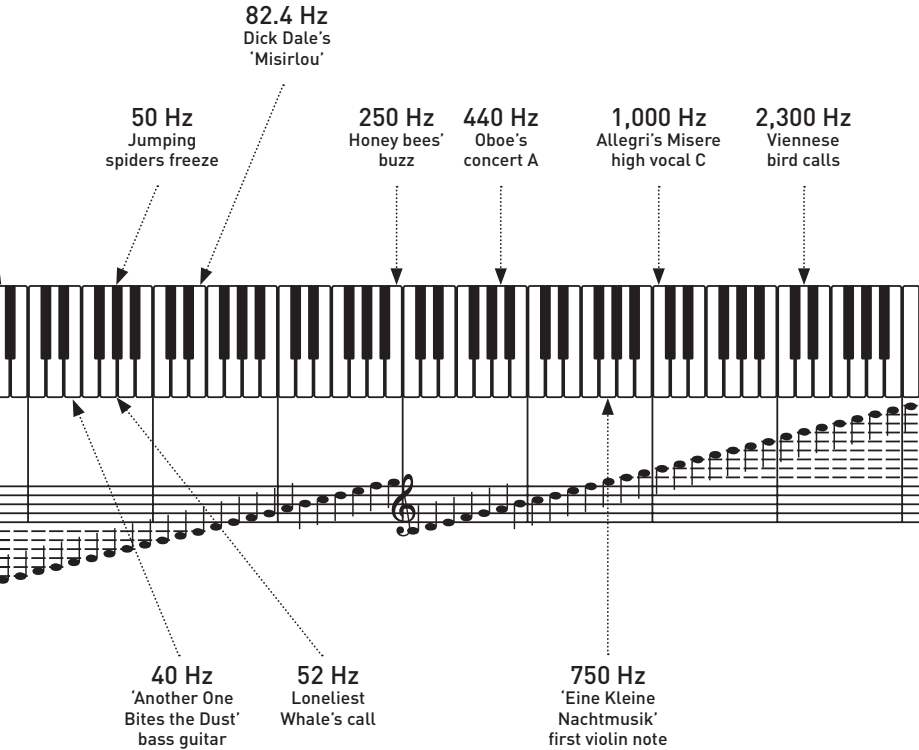 82.4 Hz
Dick Dale’s
‘Misirlou’
50 Hz
Jumping
spiders freeze
250 Hz
Honey bees’
buzz
440 Hz
Oboe’s
concert A
1,000 Hz
Allegri’s Misere
high vocal C
2,300 Hz
Viennese
bird calls
40 Hz
‘Another One
Bites the Dust’
bass guitar
52 Hz
Loneliest
Whale’s call
750 Hz
‘Eine Kleine
Nachtmusik’
first violin note